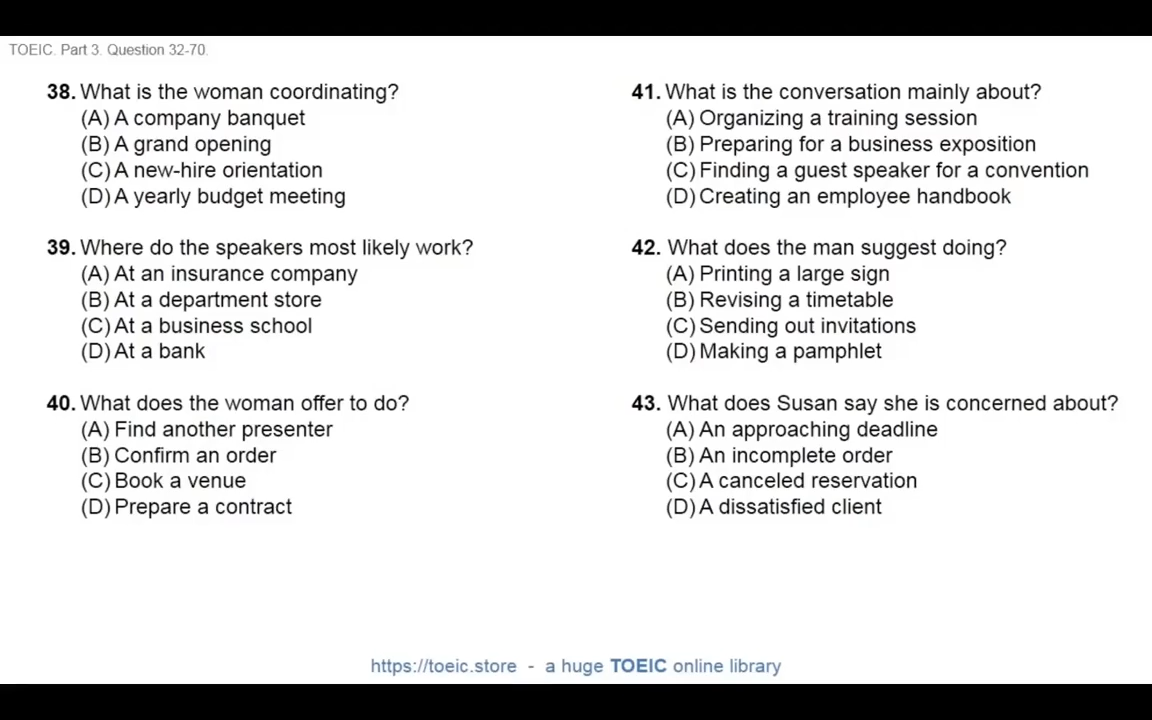 TOEIC. Part 3. Question 32-70.
38. What is the woman coordinating?
(A) A company banquet
(B) A grand opening
(C) A new-hire orientation
(D) A yearly budget meeting
39. Where do the speakers most likely work?
(A) At an insurance company
(B) At a department store
(C) At a business school
(D) At a bank
40. What does the woman offer to do?
(A) Find another presenter
(B) Confirm an order
(C) Book a venue
(D) Prepare a contract
41. What is the conversation mainly about?
(A) Organizing a training session
(B) Preparing for a business exposition
(C) Finding a guest speaker for a convention
(D) Creating an employee handbook
42. What does the man suggest doing?
(A) Printing a large sign
(B) Revising a timetable
(C) Sending out invitations
(D) Making a pamphlet
43. What does Susan say she is concerned about?
(A) An approaching deadline
(B) An incomplete order
(C) A canceled reservation
(D) A dissatisfied client
https://toeic.store - a huge TOEIC online library